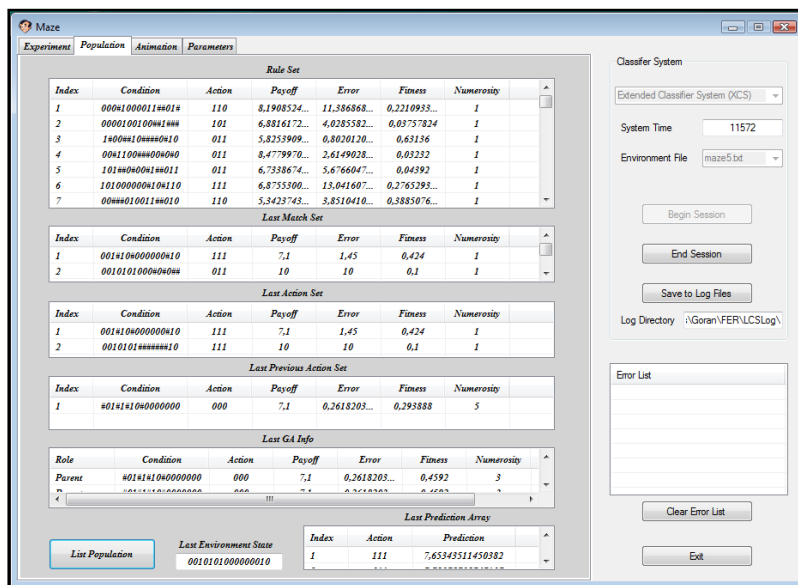 Maze
Experiment Population Animation Parameters
Rule Set
Index Condition Action Payoff Error Fitness Numerosity
1 000#1000011##01# 110 8,1908524... 11,386868... 0,2210933... 1
2 0000100100##1### 101 6,8816172... 4,0285582... 0,03757824 1
3 1#00##10####0#10 011 5,8253909... 0,8020120... 0,63136 1
4 00#1100###00#0#0 011 8,4779970... 2,6149028... 0,03232 1
5 101##0#00#1##011 011 6,7338674... 5,6766047... 0,04392 1
6 101000000#10#110 111 6,8755300... 13,041607... 0,2765293... 1
7 00###010011##010 110 5,3423743... 3,8510410... 0,3885076... 1
Last Match Set
Index Condition Action Payoff Error Fitness Numerosity
1 001#10#000000#10 111 7,1 1,45 0,424 1
2 0010101000#0#0## 011 10 10 0,1 1
Last Action Set
Index Condition Action Payoff Error Fitness Numerosity
1 001#10#000000#10 111 7,1 1,45 0,424 1
2 0010101#######10 111 10 10 0,1 1
Last Previous Action Set
Index Condition Action Payoff Error Fitness Numerosity
1 #01#1#10#0000000 000 7,1 0,2618203... 0,293888 5
Last GA Info
Role Condition Action Payoff Error Fitness Numerosity
Parent #01#1#10#0000000 000 7,1 0,2618203... 0,4592 3
Last Prediction Array
Index Action Prediction
1 111 7,65343511450382
List Population
Last Environment State
0010101000000010
Classifer System
Extended Classifier System (XCS)
System Time 11572
Environment File maze5.txt
Begin Session
End Session
Save to Log Files
Log Directory :\Goran\FER\LCSLog\
Error List
Clear Error List
Exit